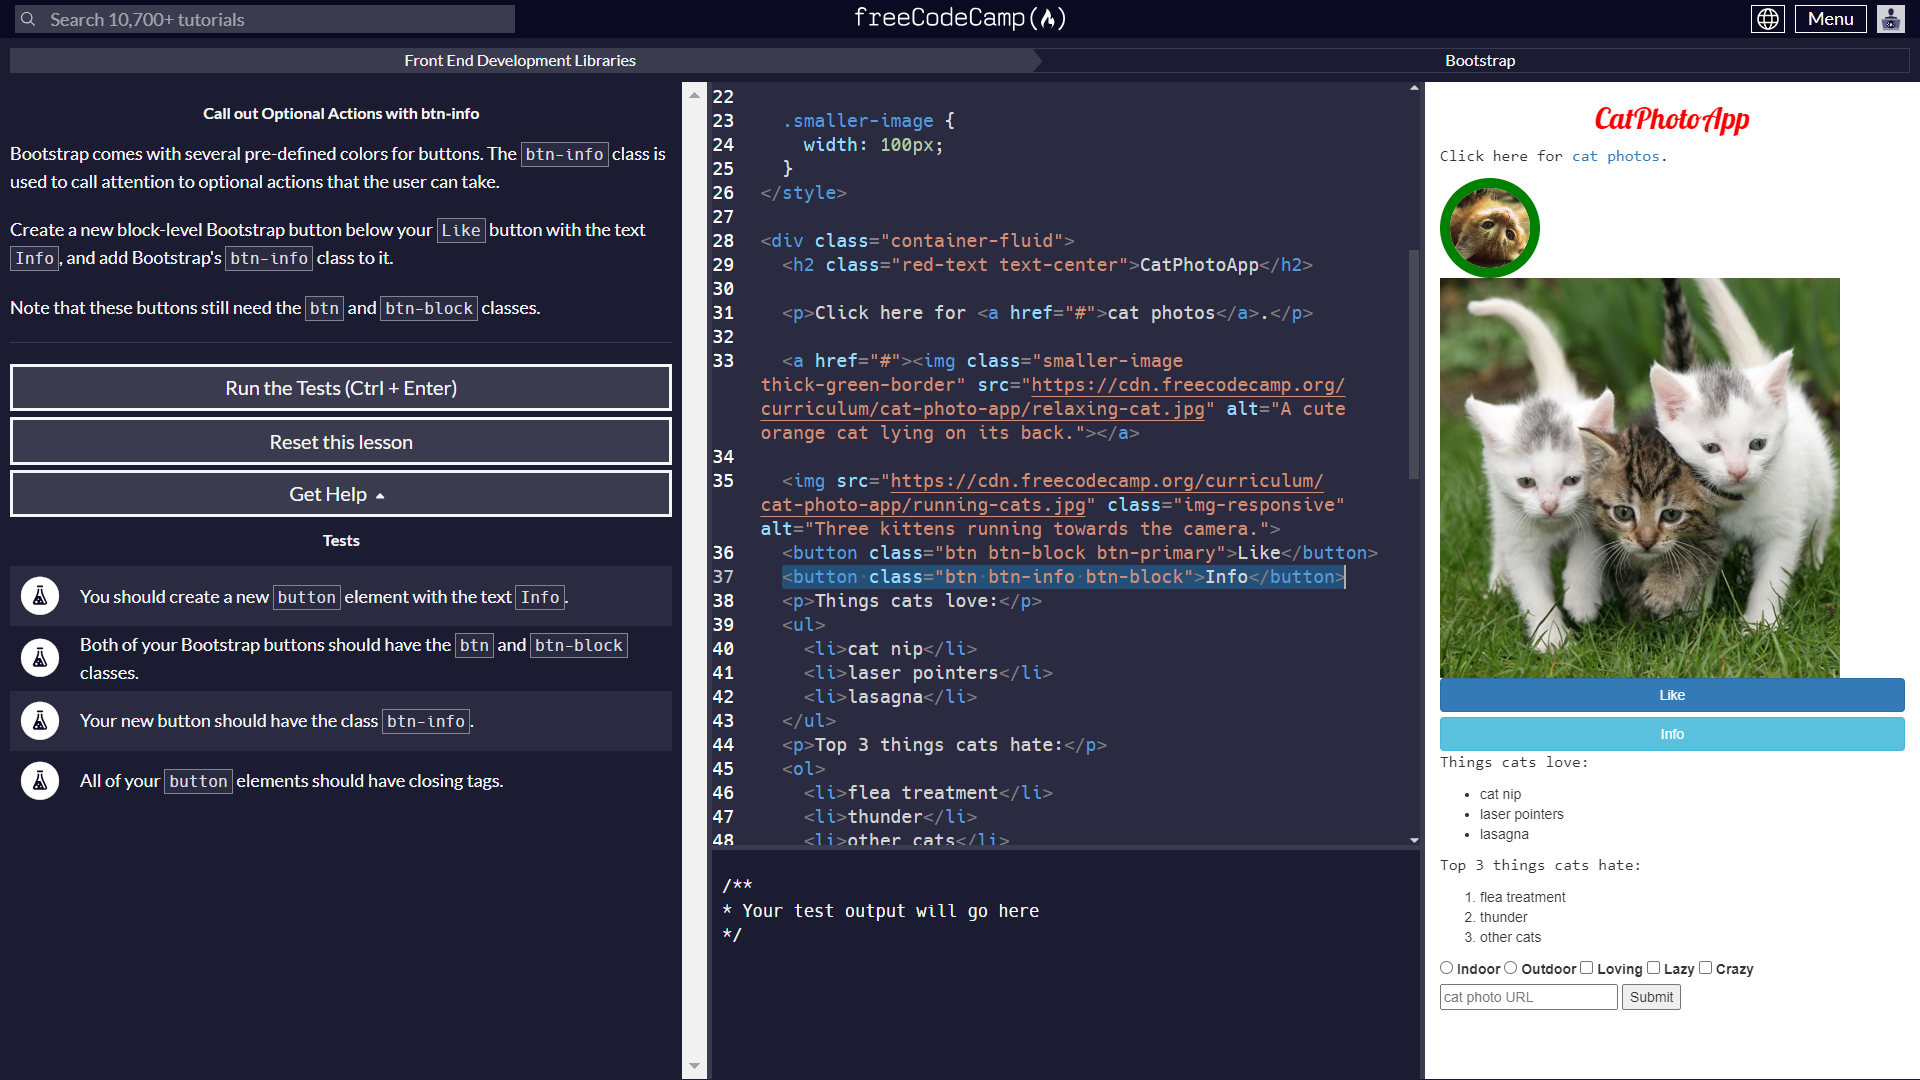 Search 10,700+ tutorials
freeCodeCamp
Menu
Front End Development Libraries
Bootstrap
Call out Optional Actions with btn-info
Bootstrap comes with several pre-defined colors for buttons. The btn-info class is
used to call attention to optional actions that the user can take.
Create a new block-level Bootstrap button below your Like button with the text
Info, and add Bootstrap's btn-info class to it.
Note that these buttons still need the btn and btn-block classes.
Run the Tests (Ctrl + Enter)
Reset this lesson
Get Help
Tests
You should create a new button element with the text Info.
Both of your Bootstrap buttons should have the btn and btn-block
classes.
Your new button should have the class btn-info.
All of your button elements should have closing tags.
22
23 .smaller-image {
24 width: 100px;
25 }
26 </style>
27
28 <div class="container-fluid">
29 <h2 class="red-text text-center">CatPhotoApp</h2>
30
31 <p>Click here for <a href="#">cat photos</a>.</p>
32
33 <a href="#"><img class="smaller-image
thick-green-border" src="https://cdn.freecodecamp.org/
curriculum/cat-photo-app/relaxing-cat.jpg" alt="A cute
orange cat lying on its back."></a>
34
35 <img src="https://cdn.freecodecamp.org/curriculum/
cat-photo-app/running-cats.jpg" class="img-responsive"
alt="Three kittens running towards the camera.">
36 <button class="btn btn-block btn-primary">Like</button>
37 <button class="btn btn-info btn-block">Info</button>
38 <p>Things cats love:</p>
39 <ul>
40 <li>cat nip</li>
41 <li>laser pointers</li>
42 <li>lasagna</li>
43 </ul>
44 <p>Top 3 things cats hate:</p>
45 <ol>
46 <li>flea treatment</li>
47 <li>thunder</li>
48 <li>other cats</li>
/**
* Your test output will go here
*/
CatPhotoApp
Click here for cat photos.
Like
Info
Things cats love:
• cat nip
• laser pointers
• lasagna
Top 3 things cats hate:
1. flea treatment
2. thunder
3. other cats
Indoor Outdoor Loving Lazy Crazy
cat photo URL Submit